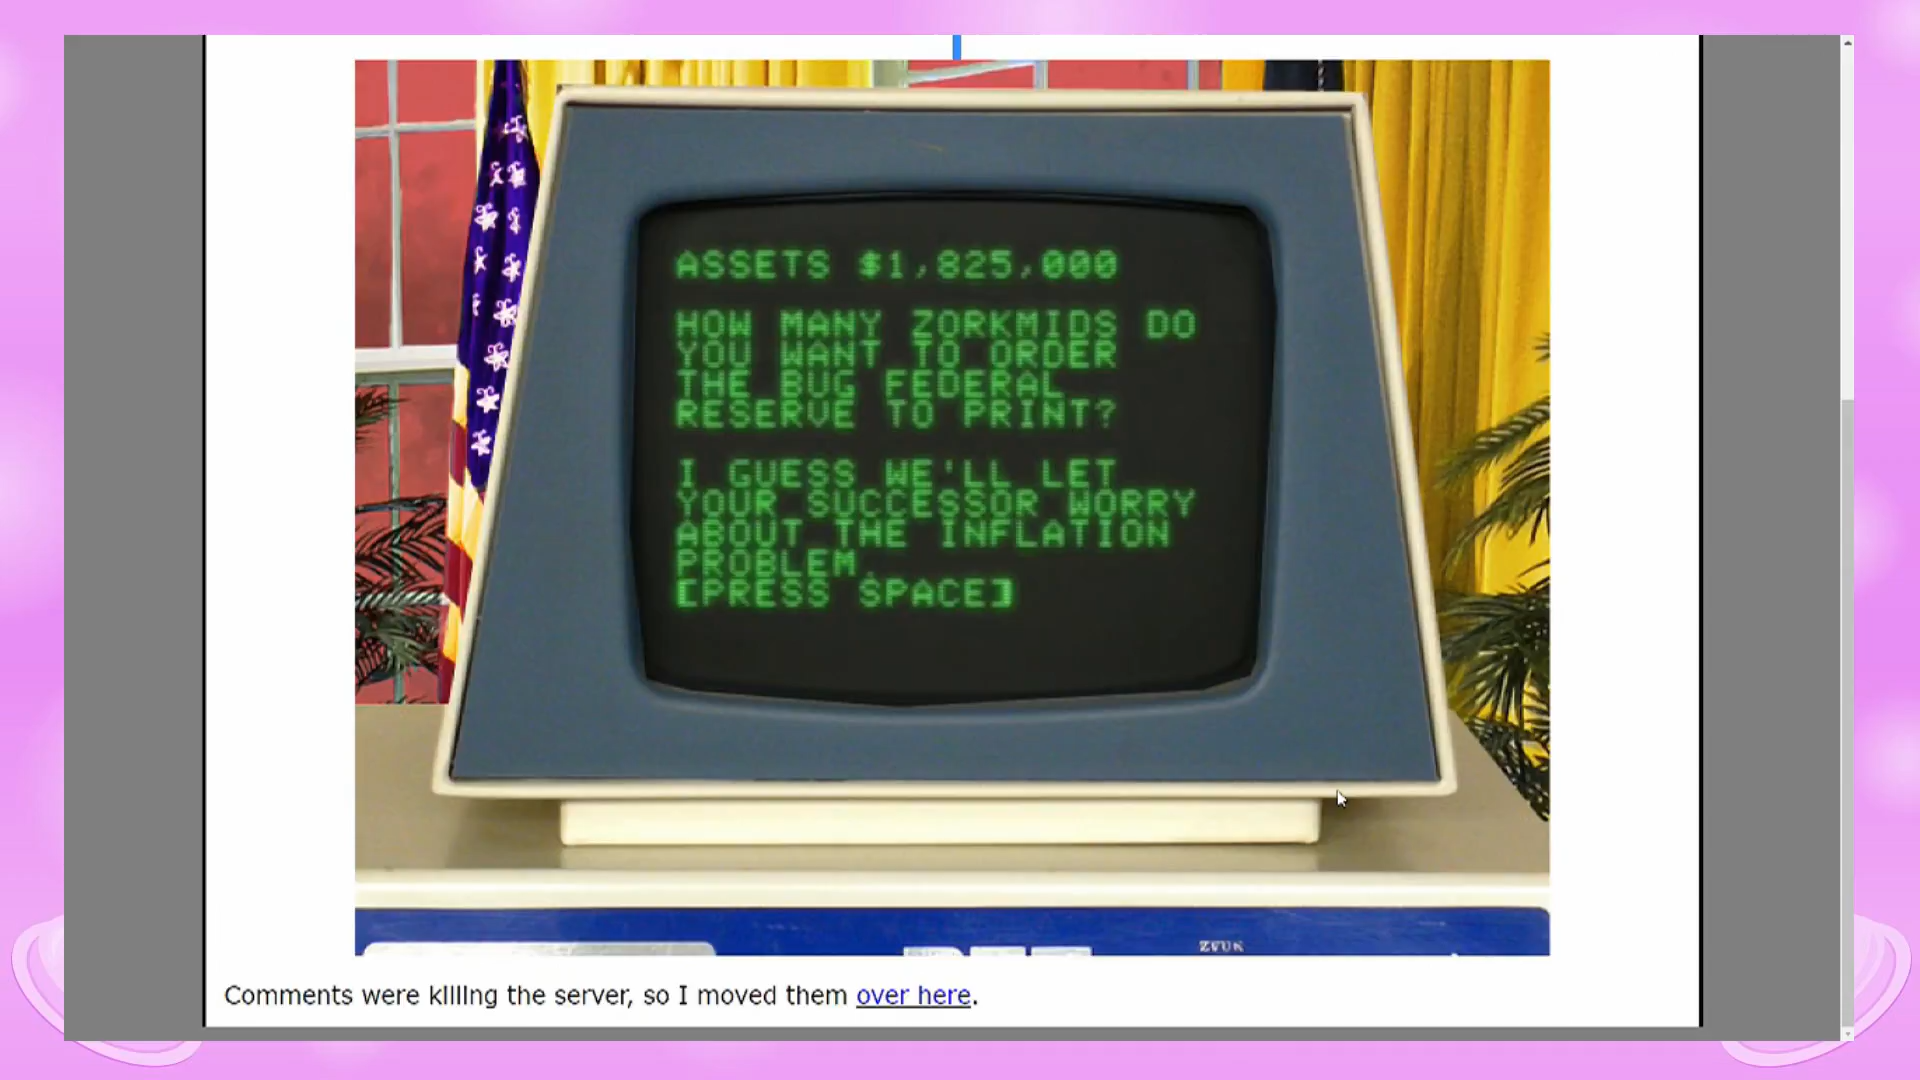 ASSETS $1,825,000
HOW MANY ZORKMIDS DO
YOU WANT TO ORDER
THE BUG FEDERAL
RESERVE TO PRINT?
I GUESS WE'LL LET
YOUR SUCCESSOR WORRY
ABOUT THE INFLATION
PROBLEM.
[PRESS SPACE]
Comments were killing the server, so I moved them over here.